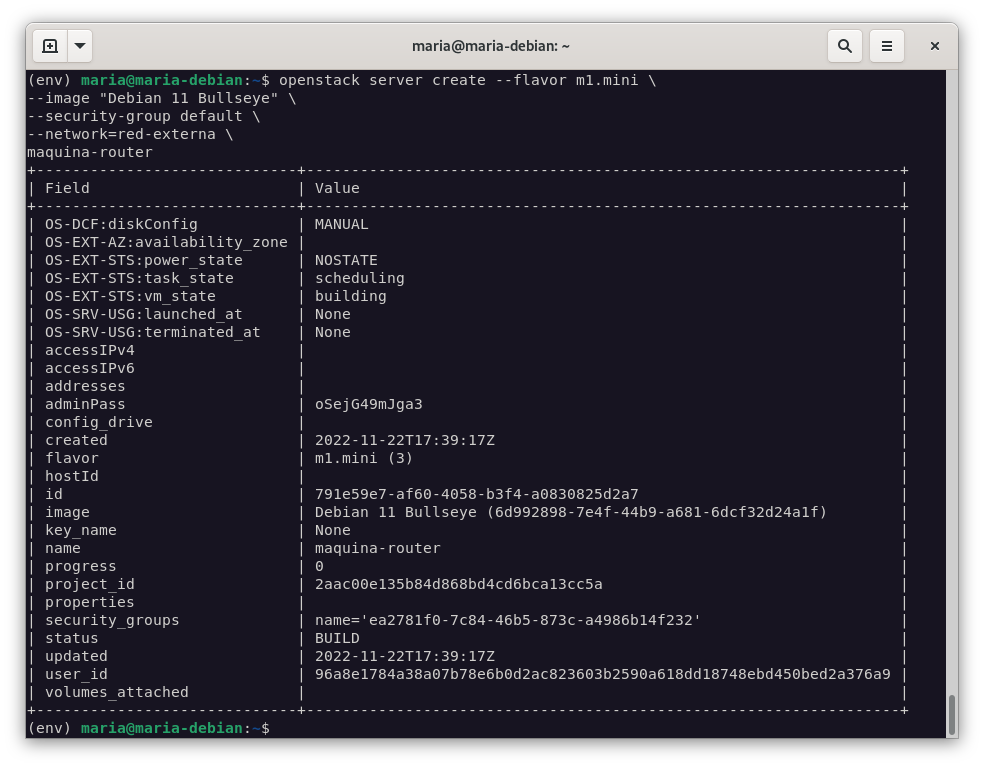 maria@maria-debian: ~
(env) maria@maria-debian:~$ openstack server create --flavor m1.mini \
--image "Debian 11 Bullseye" \
--security-group default \
--network=red-externa \
maquina-router
+-----------------------------+------------------------------------------------------------------+
| Field                       | Value                                                            |
+-----------------------------+------------------------------------------------------------------+
| OS-DCF:diskConfig           | MANUAL                                                           |
| OS-EXT-AZ:availability_zone |                                                                  |
| OS-EXT-STS:power_state      | NOSTATE                                                          |
| OS-EXT-STS:task_state       | scheduling                                                       |
| OS-EXT-STS:vm_state         | building                                                         |
| OS-SRV-USG:launched_at      | None                                                             |
| OS-SRV-USG:terminated_at    | None                                                             |
| accessIPv4                  |                                                                  |
| accessIPv6                  |                                                                  |
| addresses                   |                                                                  |
| adminPass                   | oSejG49mJga3                                                     |
| config_drive                |                                                                  |
| created                     | 2022-11-22T17:39:17Z                                             |
| flavor                      | m1.mini (3)                                                      |
| hostId                      |                                                                  |
| id                          | 791e59e7-af60-4058-b3f4-a0830825d2a7                             |
| image                       | Debian 11 Bullseye (6d992898-7e4f-44b9-a681-6dcf32d24a1f)        |
| key_name                    | None                                                             |
| name                        | maquina-router                                                   |
| progress                    | 0                                                                |
| project_id                  | 2aac00e135b84d868bd4cd6bca13cc5a                                 |
| properties                  |                                                                  |
| security_groups             | name='ea2781f0-7c84-46b5-873c-a4986b14f232'                      |
| status                      | BUILD                                                            |
| updated                     | 2022-11-22T17:39:17Z                                             |
| user_id                     | 96a8e1784a38a07b78e6b0d2ac823603b2590a618dd18748ebd450bed2a376a9 |
| volumes_attached            |                                                                  |
+-----------------------------+------------------------------------------------------------------+
(env) maria@maria-debian:~$